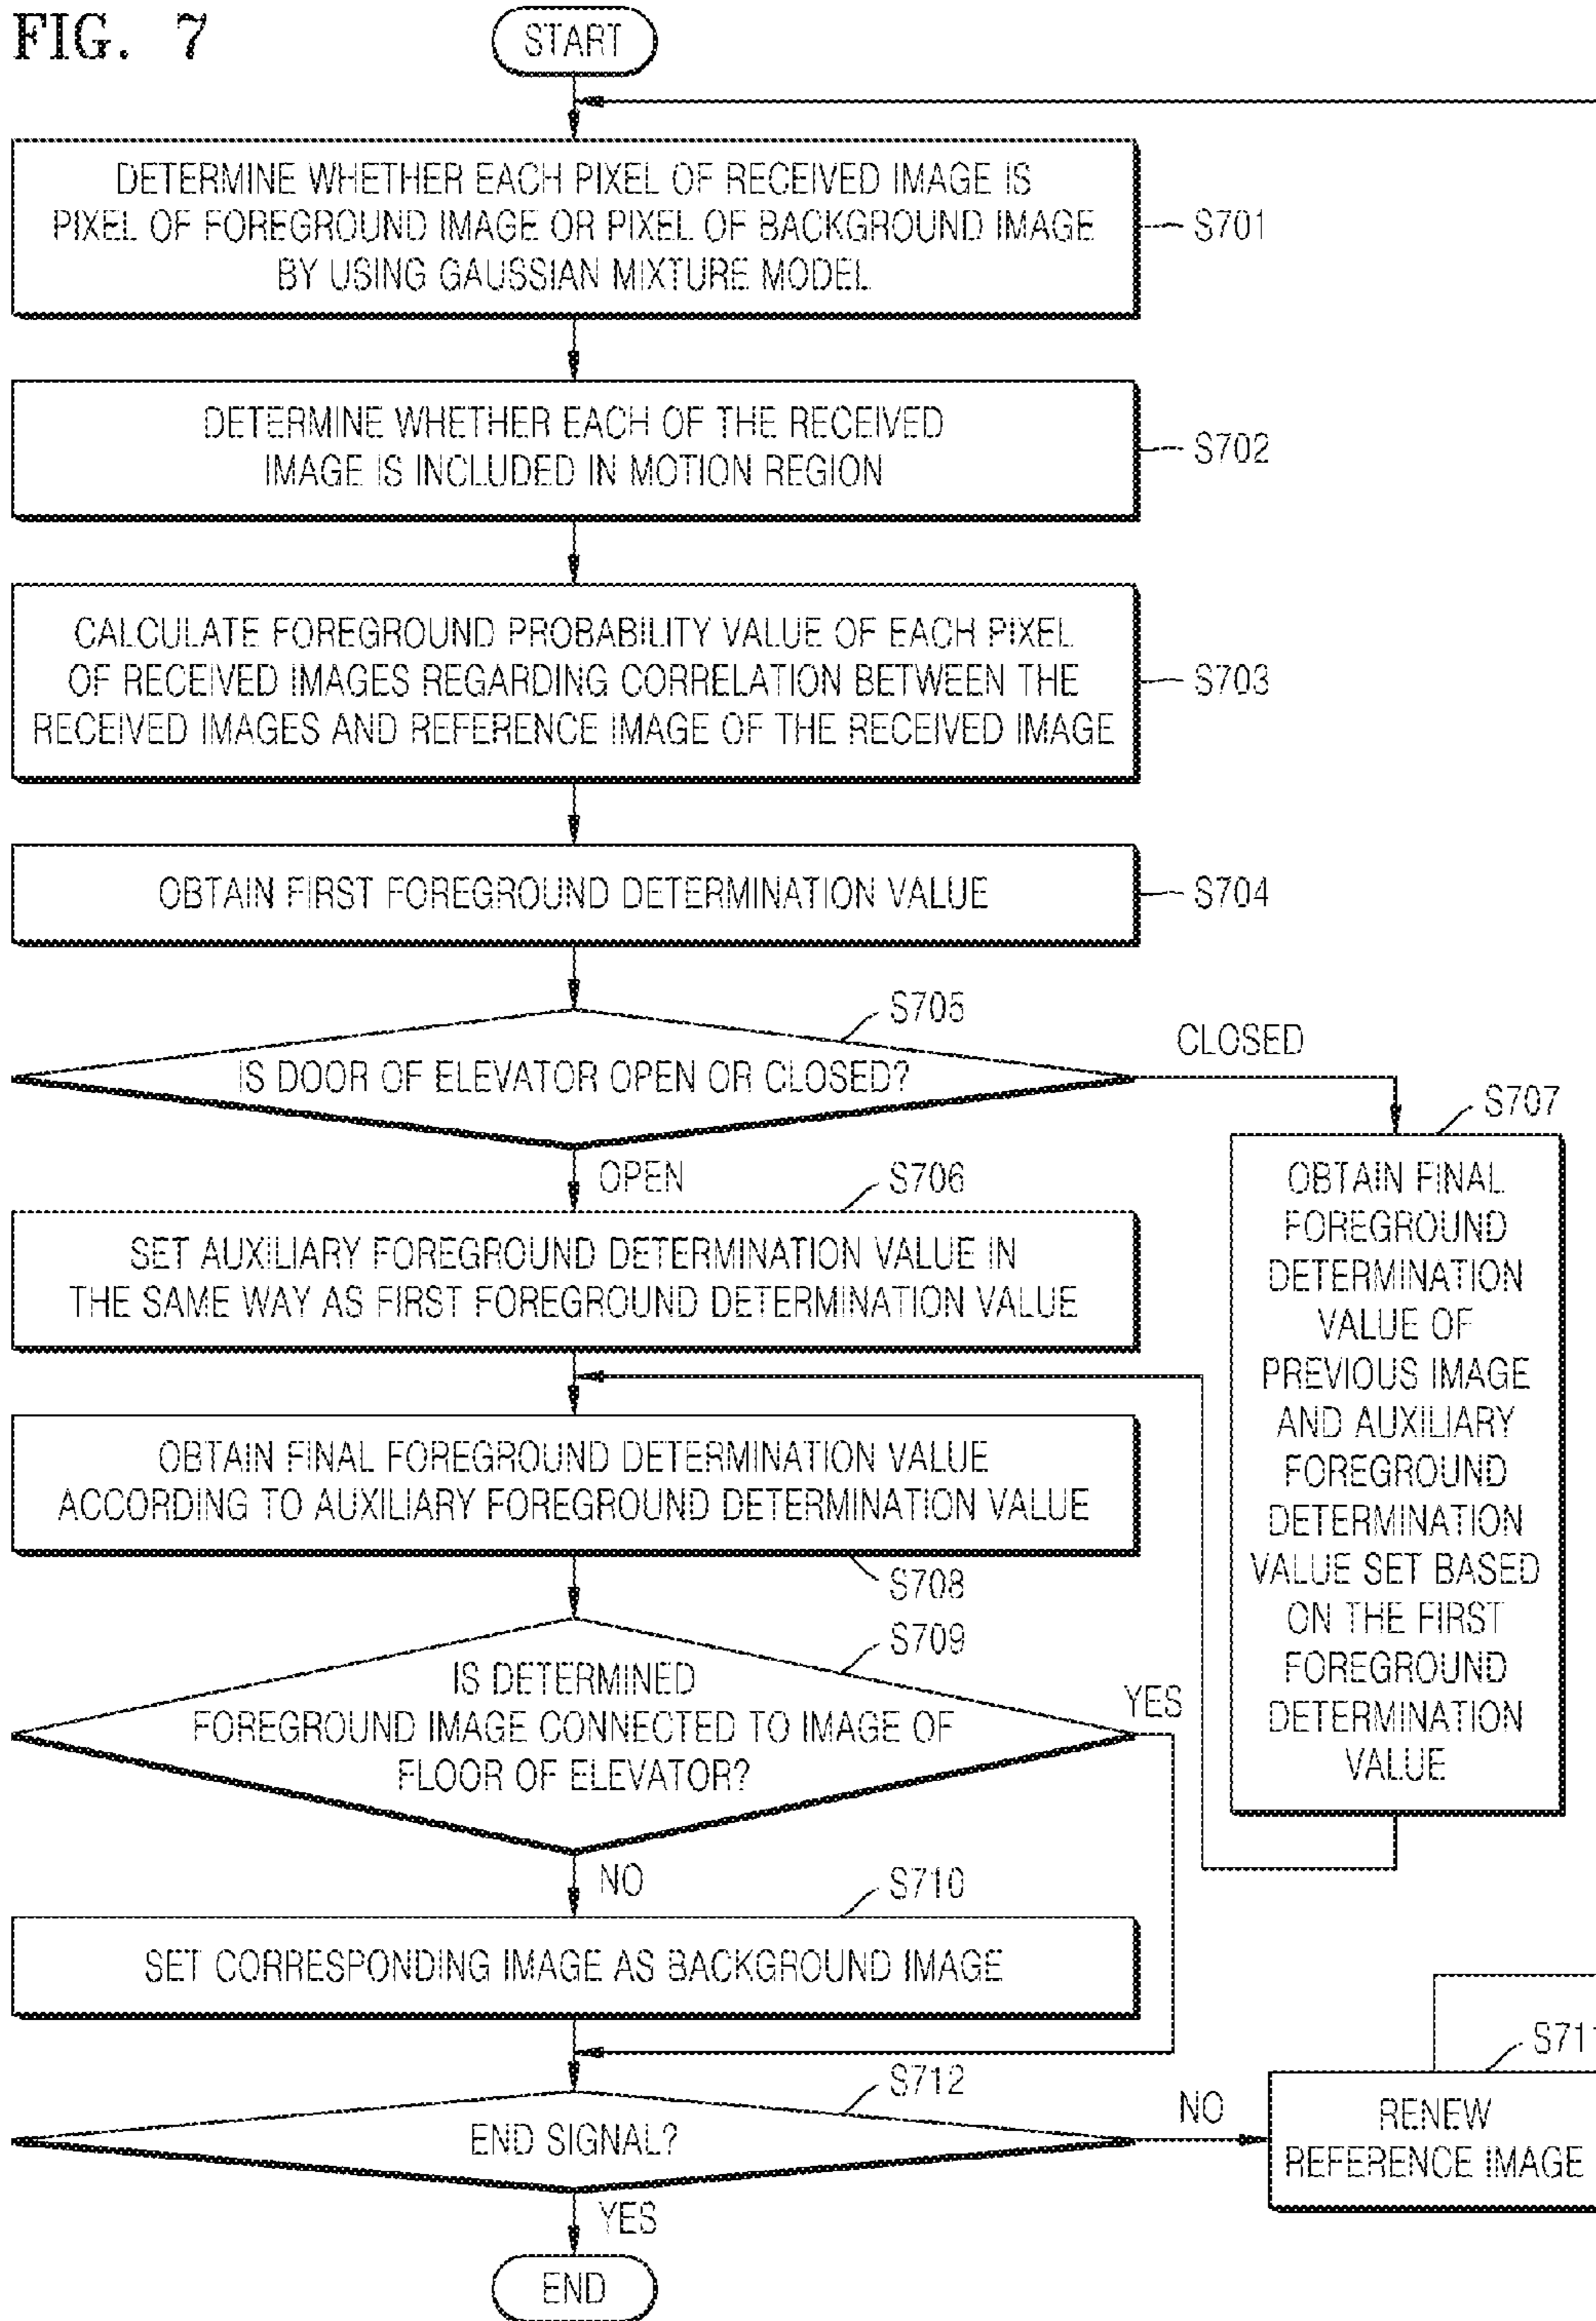 FIG. 7
START
DETERMINE WHETHER EACH PIXEL OF RECEIVED IMAGE IS
PIXEL OF FOREGROUND IMAGE OR PIXEL OF BACKGROUND IMAGE
BY USING GAUSSIAN MIXTURE MODEL
S701
DETERMINE WHETHER EACH OF THE RECEIVED
IMAGE IS INCLUDED IN MOTION REGION
S702
CALCULATE FOREGROUND PROBABILITY VALUE OF EACH PIXEL
OF RECEIVED IMAGES REGARDING CORRELATION BETWEEN THE
RECEIVED IMAGES AND REFERENCE IMAGE OF THE RECEIVED IMAGE
S703
OBTAIN FIRST FOREGROUND DETERMINATION VALUE
S704
S705
IS DOOR OF ELEVATOR OPEN OR CLOSED?
CLOSED
OPEN
S706
SET AUXILIARY FOREGROUND DETERMINATION VALUE IN
THE SAME WAY AS FIRST FOREGROUND DETERMINATION VALUE
S707
OBTAIN FINAL
FOREGROUND
DETERMINATION
VALUE OF
PREVIOUS IMAGE
AND AUXILIARY
FOREGROUND
DETERMINATION
VALUE SET BASED
ON THE FIRST
FOREGROUND
DETERMINATION
VALUE
OBTAIN FINAL FOREGROUND DETERMINATION VALUE
ACCORDING TO AUXILIARY FOREGROUND DETERMINATION VALUE
S708
S709
IS DETERMINED
FOREGROUND IMAGE CONNECTED TO IMAGE OF
FLOOR OF ELEVATOR?
YES
NO
S710
SET CORRESPONDING IMAGE AS BACKGROUND IMAGE
S712
END SIGNAL?
NO
S711
RENEW
REFERENCE IMAGE
YES
END